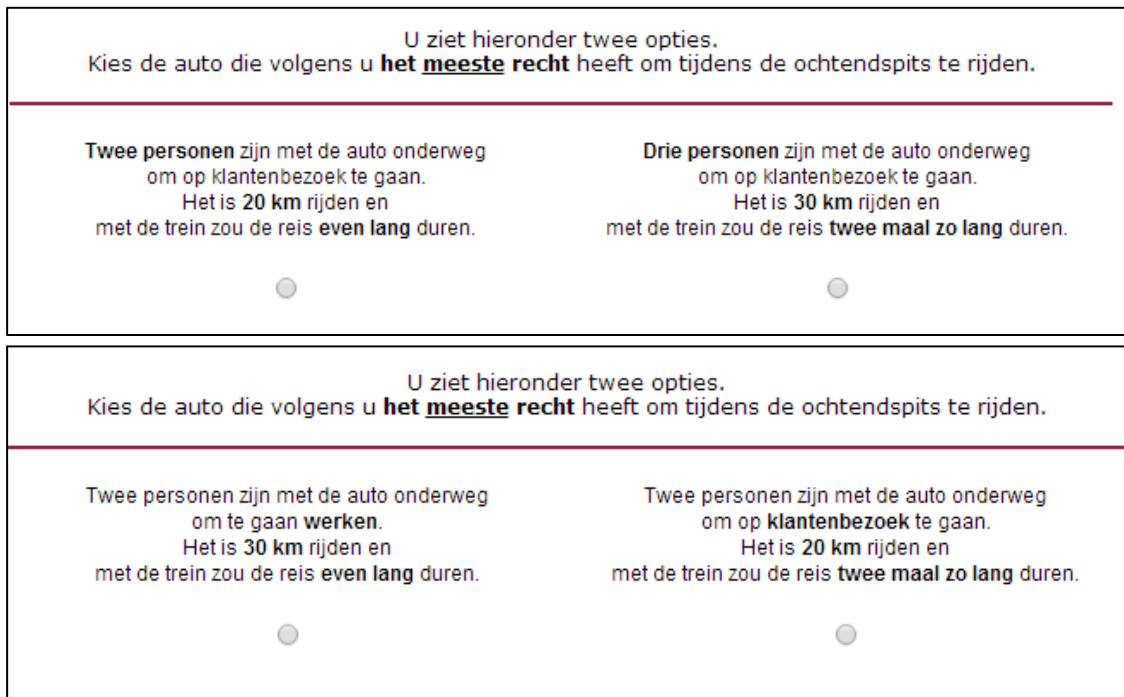 U ziet hieronder twee opties.
Kies de auto die volgens u het meeste recht heeft om tijdens de ochtendspits te rijden.
Twee personen zijn met de auto onderweg
om op klantenbezoek te gaan.
Het is 20 km rijden en
met de trein zou de reis even lang duren.
Drie personen zijn met de auto onderweg
om op klantenbezoek te gaan.
Het is 30 km rijden en
met de trein zou de reis twee maal zo lang duren.
U ziet hieronder twee opties.
Kies de auto die volgens u het meeste recht heeft om tijdens de ochtendspits te rijden.
Twee personen zijn met de auto onderweg
om te gaan werken.
Het is 30 km rijden en
met de trein zou de reis even lang duren.
Twee personen zijn met de auto onderweg
om op klantenbezoek te gaan.
Het is 20 km rijden en
met de trein zou de reis twee maal zo lang duren.